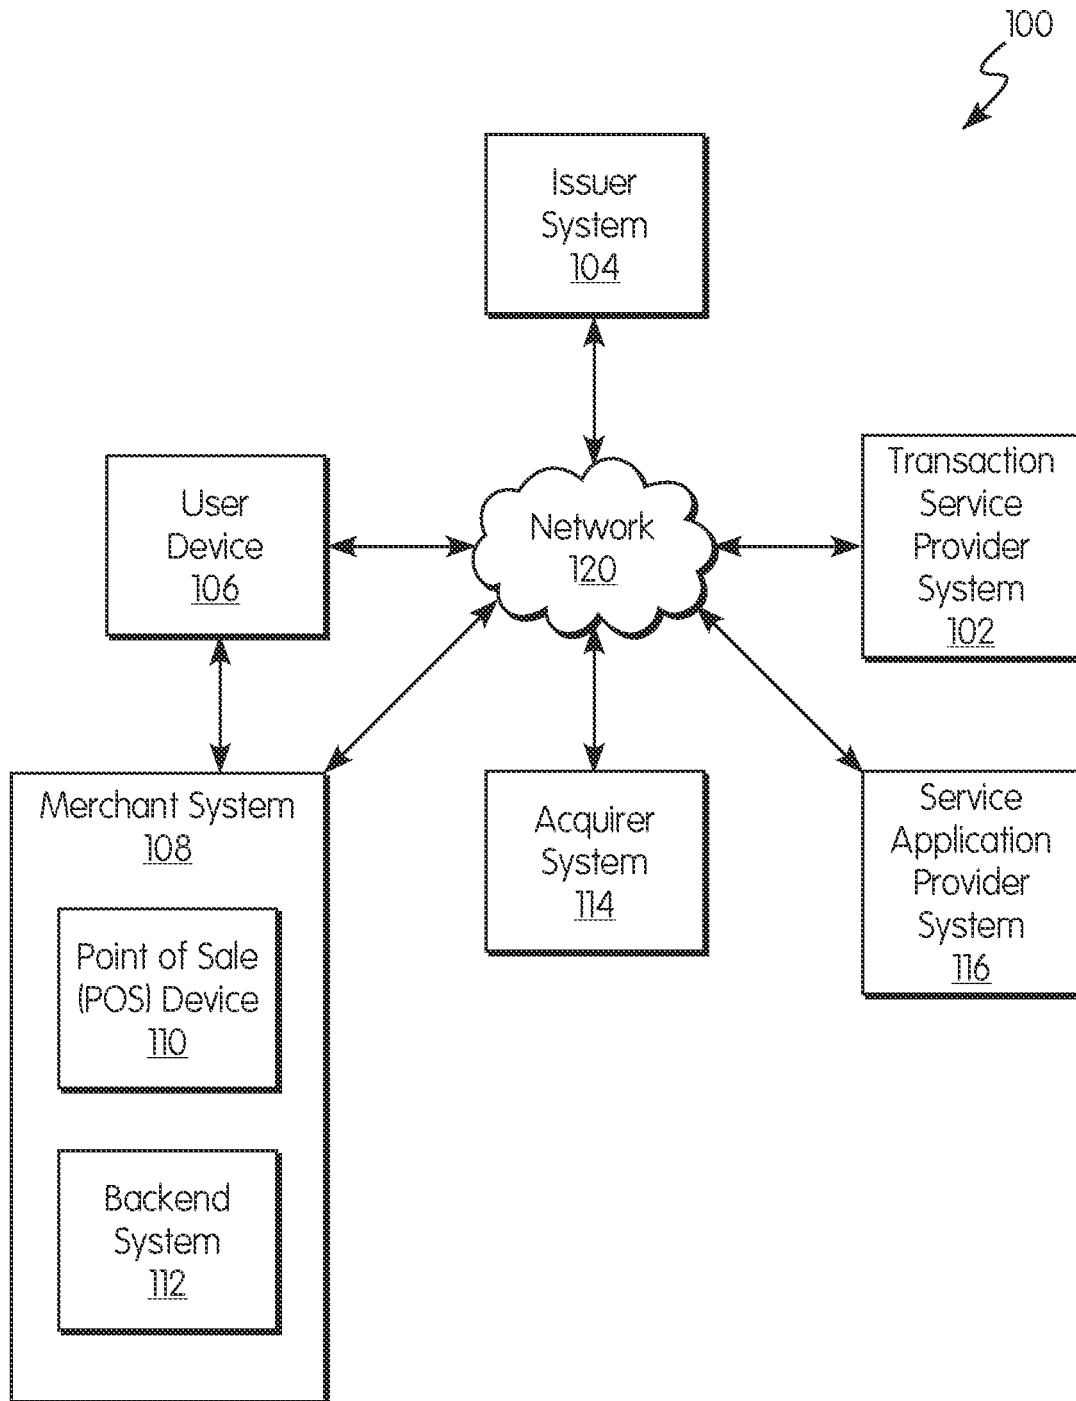 100
Issuer
System
104
User
Device
106
Network
120
Transaction
Service
Provider
System
102
Merchant System
108
Point of Sale
(POS) Device
110
Backend
System
112
Acquirer
System
114
Service
Application
Provider
System
116